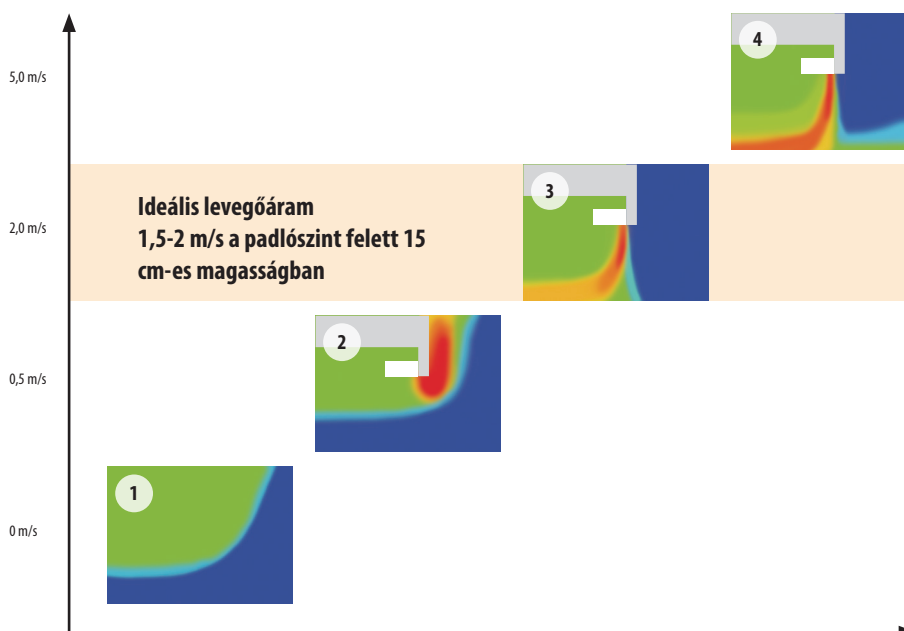 4
5,0 m/s
3
Ideális levegőáram
1,5-2 m/s a padlószint felett 15
cm-es magasságban
2,0 m/s
2
0,5 m/s
1
0 m/s